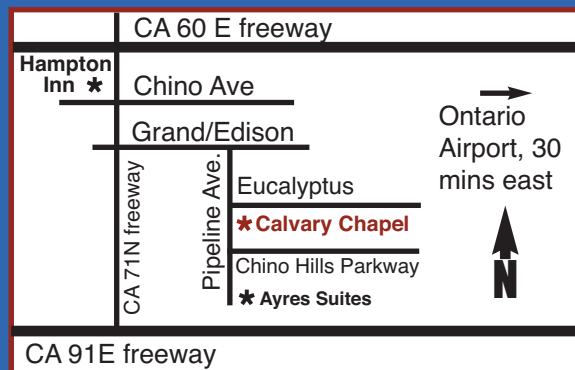 CA 60 E freeway
Hampton
Inn *
Chino Ave
Grand/Edison
Ontario
Airport, 30
mins east
CA 71N freeway
Pipeline Ave.
Eucalyptus
* Calvary Chapel
Chino Hills Parkway
* Ayres Suites
N
CA 91E freeway